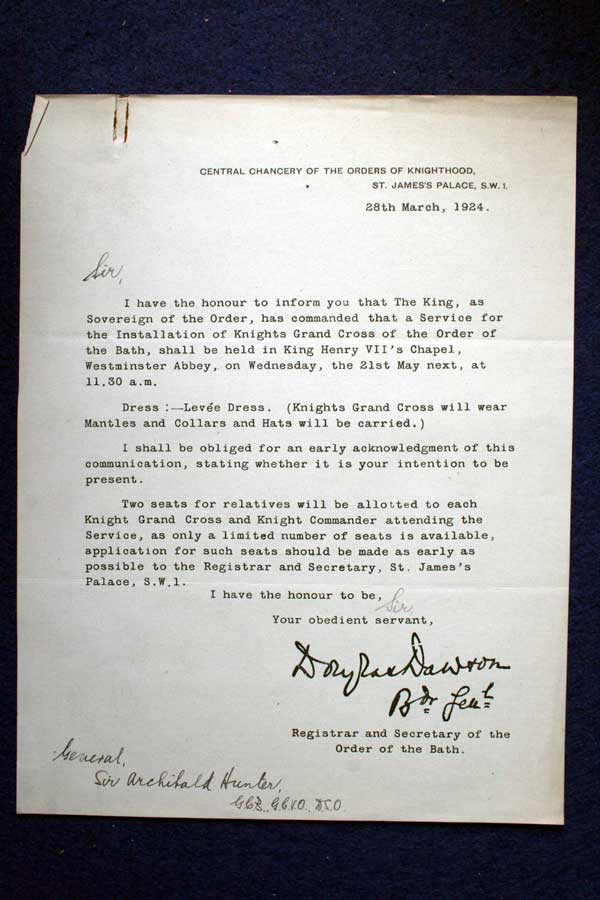 CENTRAL CHANCERY OF THE ORDERS OF KNIGHTHOOD,
ST. JAMES'S PALACE, S.W.1.
28th March, 1924.
Sir,
I have the honour to inform you that The King, as
Sovereign of the Order, has commanded that a Service for
the Installation of Knights Grand Cross of the Order of
the Bath, shall be held in King Henry VII's Chapel,
Westminster Abbey, on Wednesday, the 21st May next, at
11.30 a.m.
Dress :—Levée Dress. (Knights Grand Cross will wear
Mantles and Collars and Hats will be carried.)
I shall be obliged for an early acknowledgment of this
communication, stating whether it is your intention to be
present.
Two seats for relatives will be allotted to each
Knight Grand Cross and Knight Commander attending the
Service, as only a limited number of seats is available,
application for such seats should be made as early as
possible to the Registrar and Secretary, St. James's
Palace, S.W.1.
I have the honour to be,
Sir,
Your obedient servant,
Douglas Dawson
Bdr Genl
Registrar and Secretary of the
Order of the Bath.
General,
Sir Archibald Hunter,
G.C.B., G.C.V.O., D.S.O.